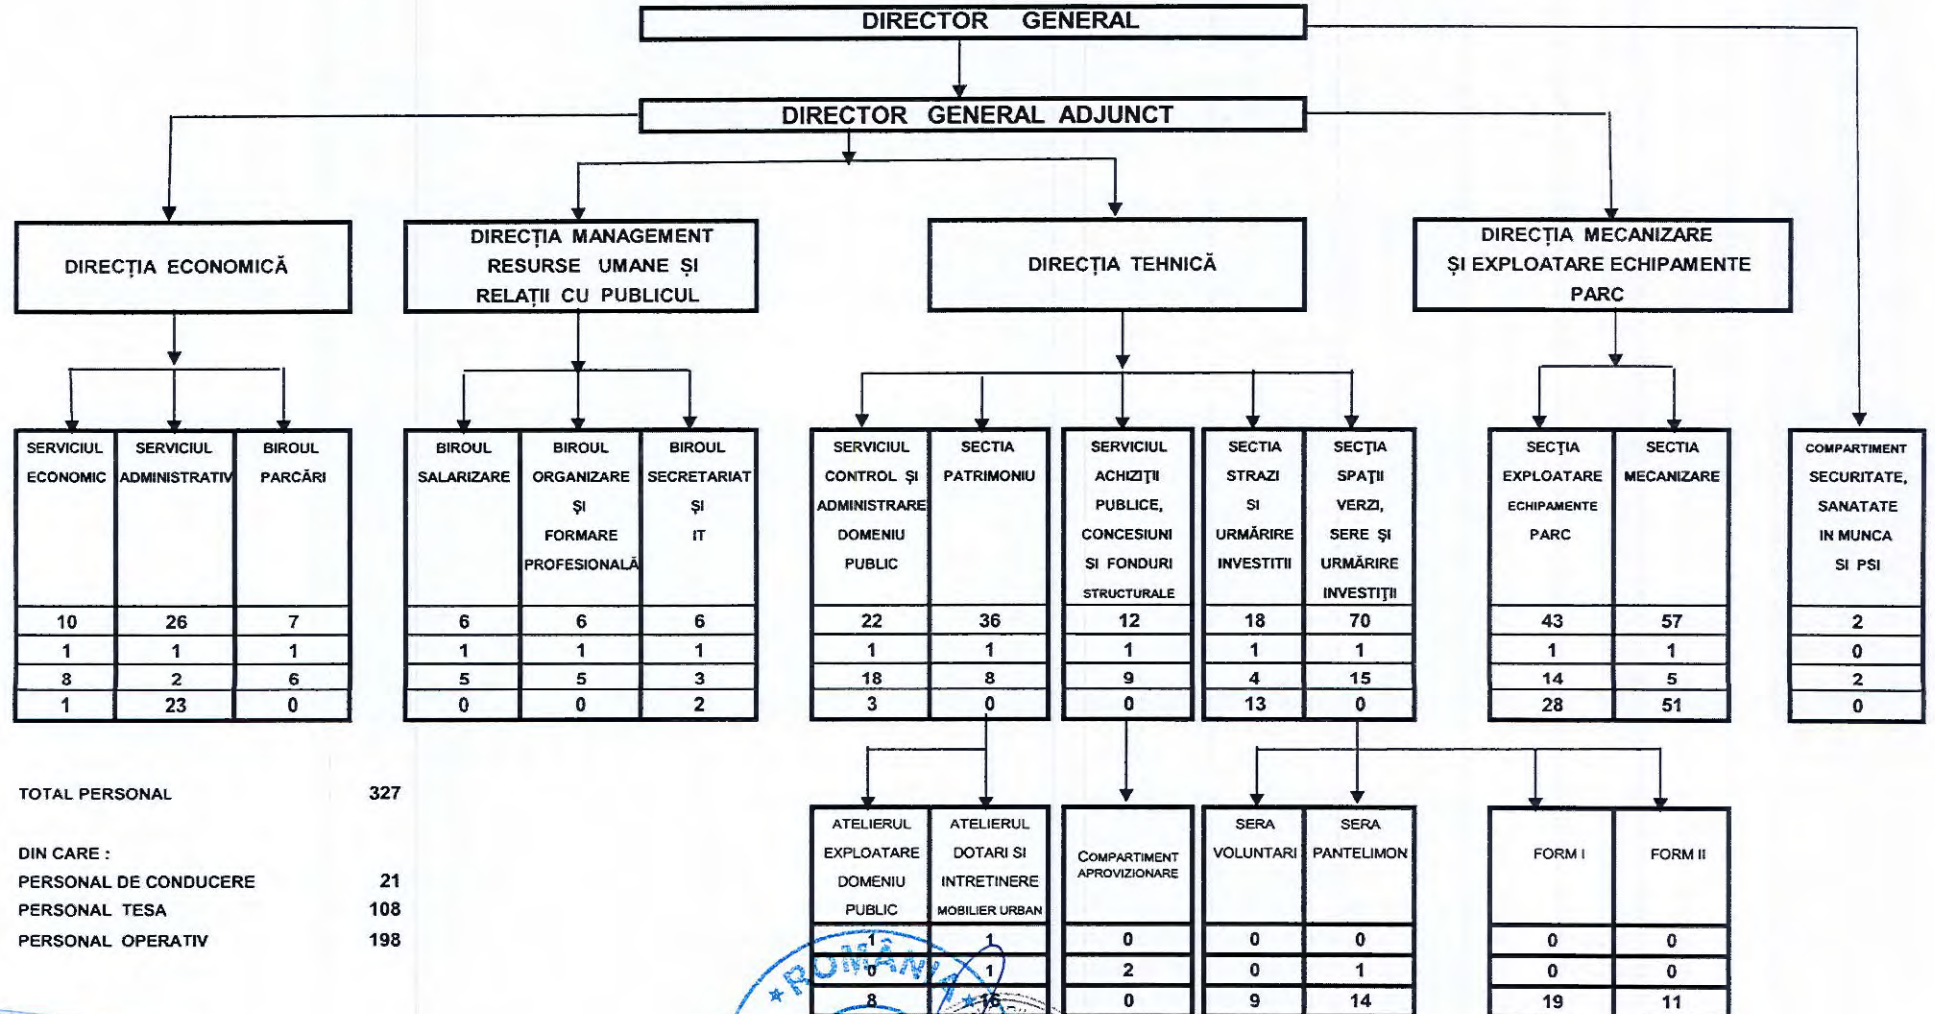 DIRECTOR GENERAL
DIRECTOR GENERAL ADJUNCT
DIRECȚIA ECONOMICĂ
DIRECȚIA MANAGEMENT
RESURSE UMANE ȘI
RELAȚII CU PUBLICUL
DIRECȚIA TEHNICĂ
DIRECȚIA MECANIZARE
ȘI EXPLOATARE ECHIPAMENTE
PARC
SERVICIUL
ECONOMIC
10
1
8
1
SERVICIUL
ADMINISTRATIV
26
1
2
23
BIROUL
PARCĂRI
7
1
6
0
BIROUL
SALARIZARE
6
1
5
0
BIROUL
ORGANIZARE
ȘI
FORMARE
PROFESIONALĂ
6
1
5
0
BIROUL
SECRETARIAT
ȘI
IT
6
1
3
2
SERVICIUL
CONTROL ȘI
ADMINISTRARE
DOMENIU
PUBLIC
22
1
18
3
SECTIA
PATRIMONIU
36
1
8
0
SERVICIUL
ACHIZIȚII
PUBLICE,
CONCESIUNI
SI FONDURI
STRUCTURALE
12
1
9
0
SECTIA
STRAZI
SI
URMĂRIRE
INVESTITII
18
1
4
13
SECȚIA
SPAȚII
VERZI,
SERE ȘI
URMĂRIRE
INVESTIȚII
70
1
15
0
SECȚIA
EXPLOATARE
ECHIPAMENTE
PARC
43
1
14
28
SECTIA
MECANIZARE
57
1
5
51
COMPARTIMENT
SECURITATE,
SANATATE
IN MUNCA
SI PSI
2
0
2
0
TOTAL PERSONAL 327
DIN CARE :
PERSONAL DE CONDUCERE 21
PERSONAL TESA 108
PERSONAL OPERATIV 198
ATELIERUL
EXPLOATARE
DOMENIU
PUBLIC
1
0
8
ATELIERUL
DOTARI SI
INTRETINERE
MOBILIER URBAN
1
1
16
COMPARTIMENT
APROVIZIONARE
0
2
0
SERA
VOLUNTARI
0
0
9
SERA
PANTELIMON
0
1
14
FORM I
0
0
19
FORM II
0
0
11
ROMÂNIA